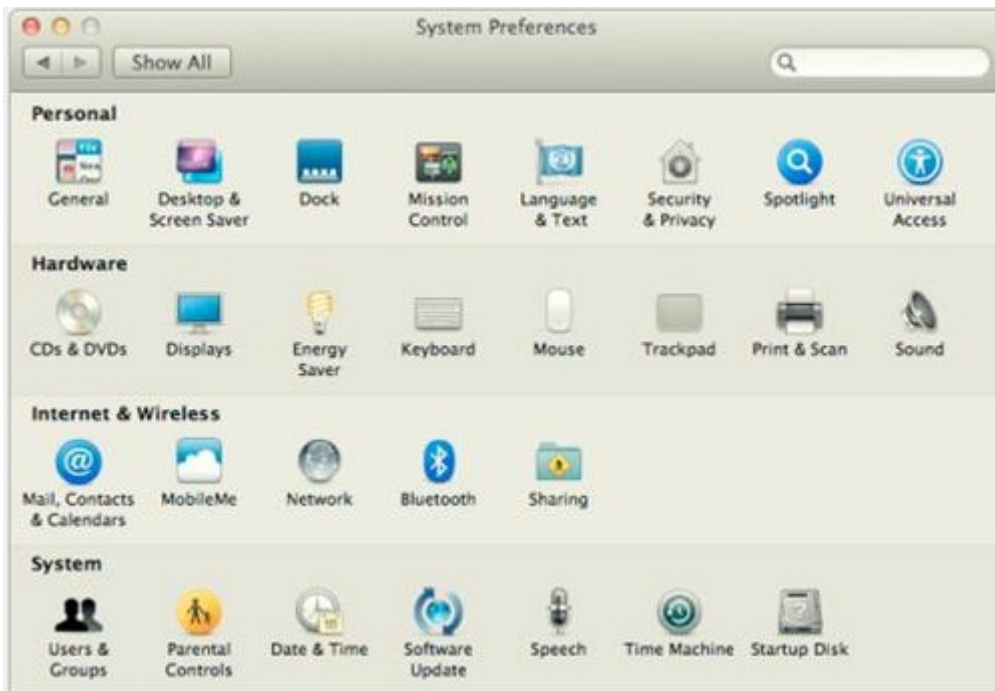 System Preferences
Show All
Personal
General
Desktop &
Screen Saver
Dock
Mission
Control
Language
& Text
Security
& Privacy
Spotlight
Universal
Access
Hardware
CDs & DVDs
Displays
Energy
Saver
Keyboard
Mouse
Trackpad
Print & Scan
Sound
Internet & Wireless
Mail, Contacts
& Calendars
MobileMe
Network
Bluetooth
Sharing
System
Users &
Groups
Parental
Controls
Date & Time
Software
Update
Speech
Time Machine
Startup Disk